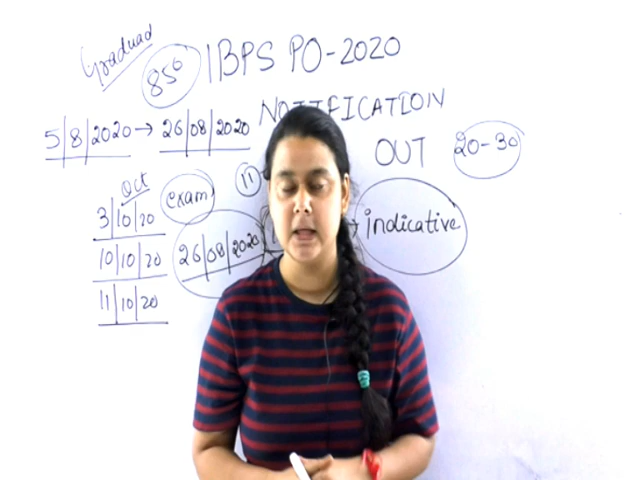 Graduad
850
IBPS PO-2020
NOTIFICATION
5|8|2020 → 26|08|2020
OUT
20-30
Oct
exam
11
3|10|20
26|08|2020
indicative
10|10|20
11|10|20